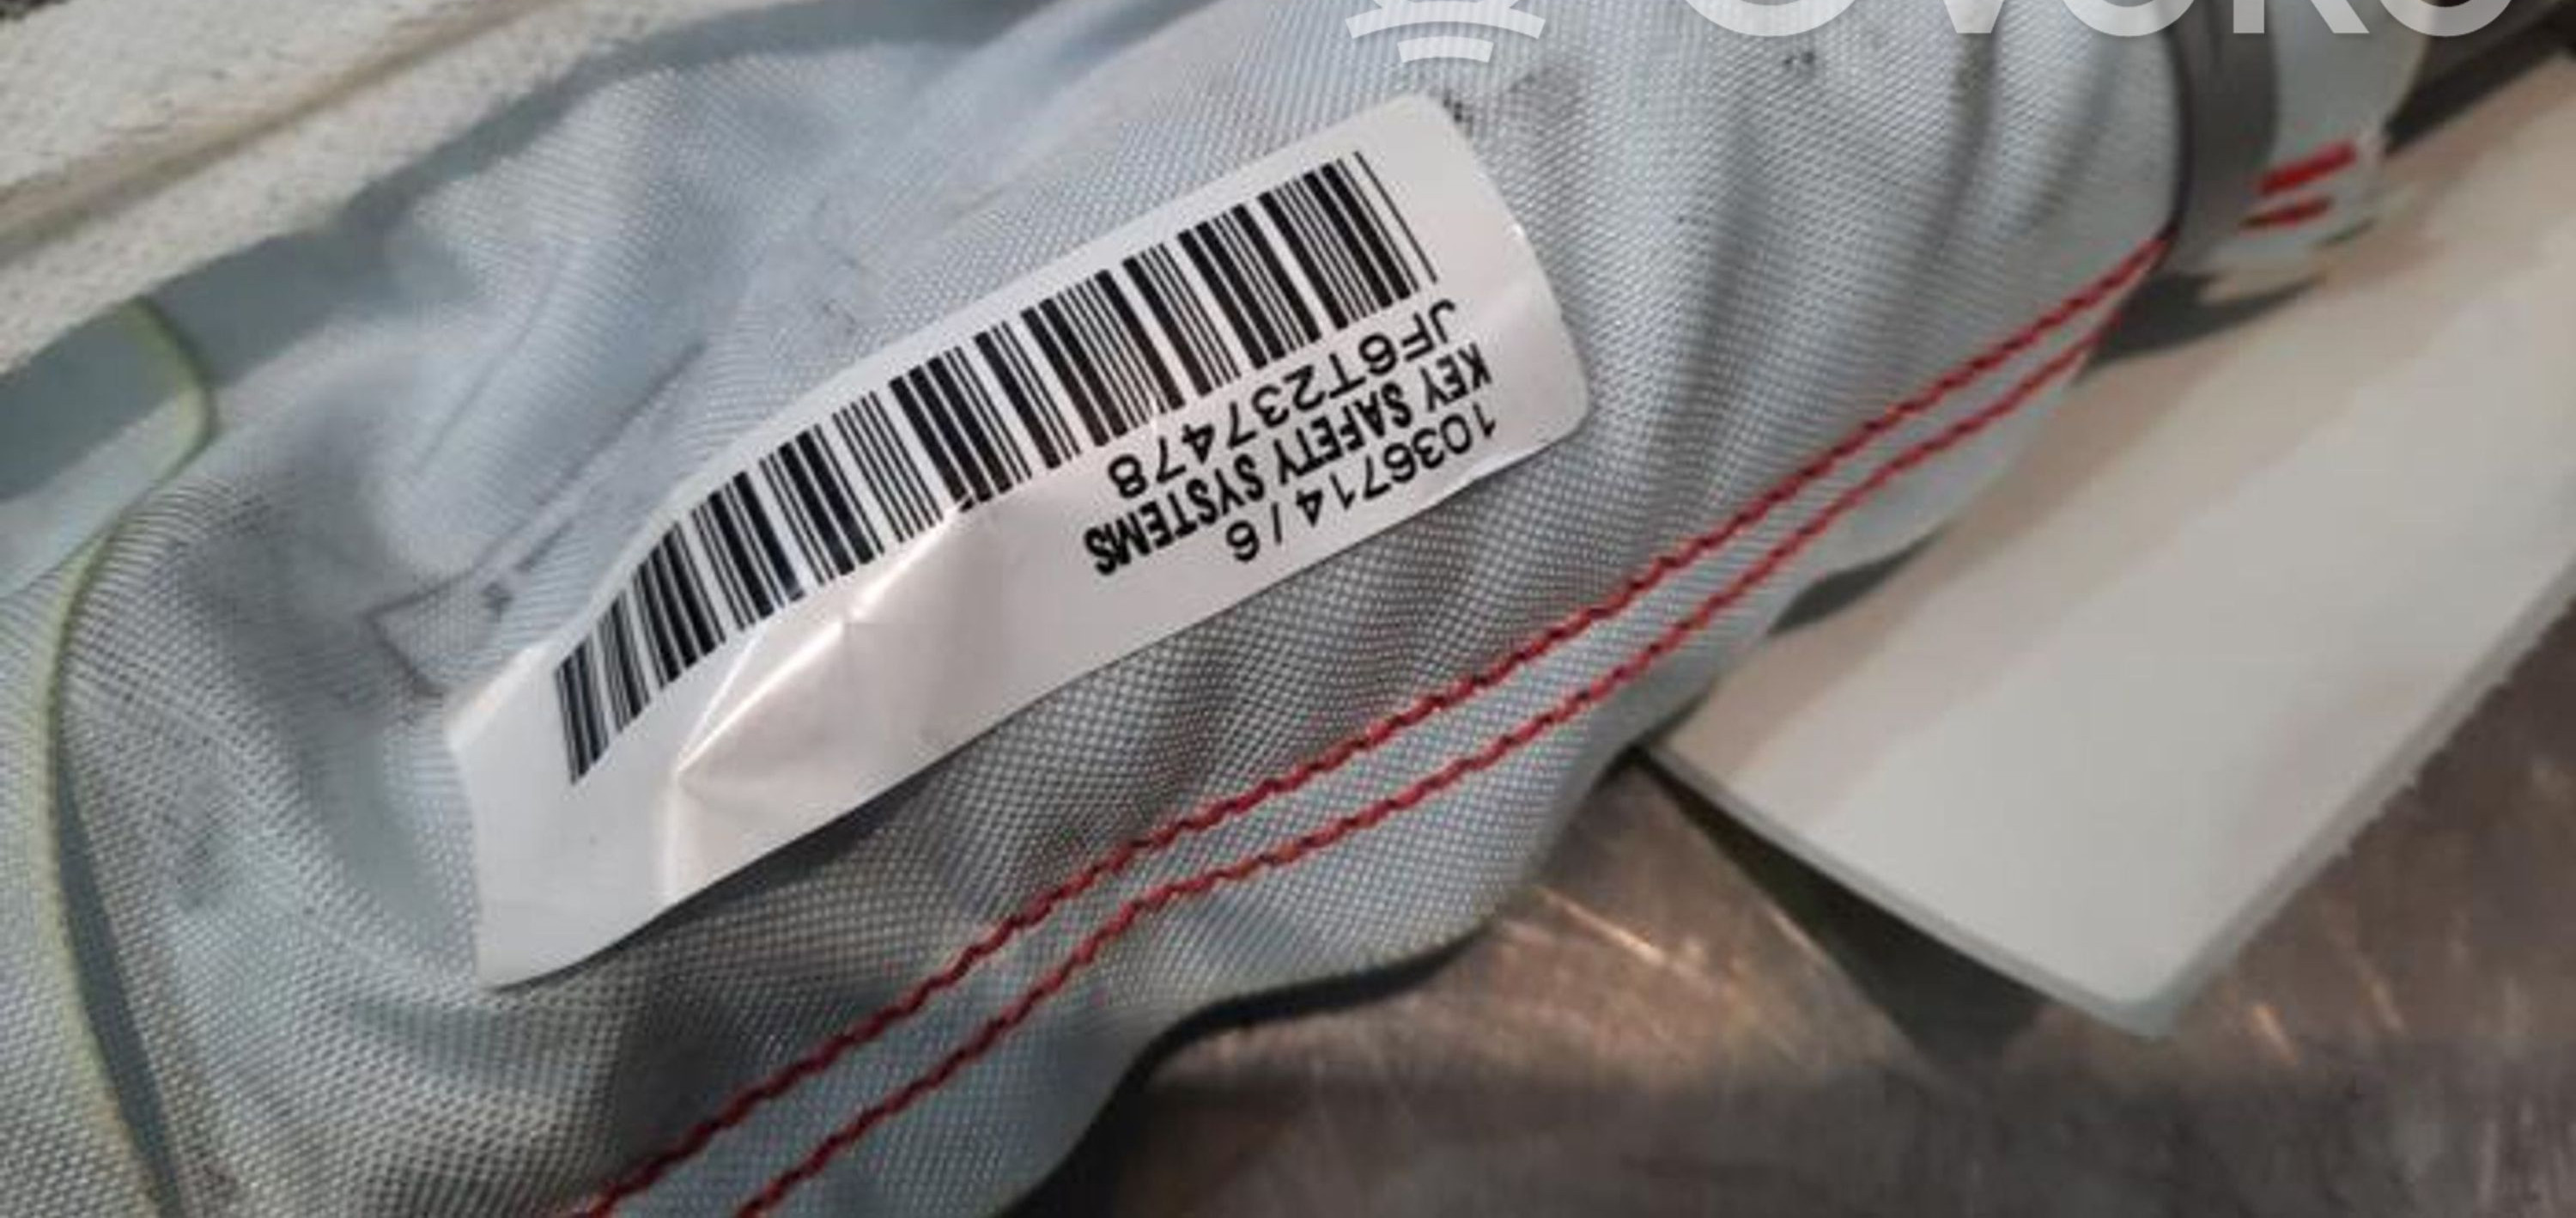 1036714 / 6
KEY SAFETY SYSTEMS
JF6T237478